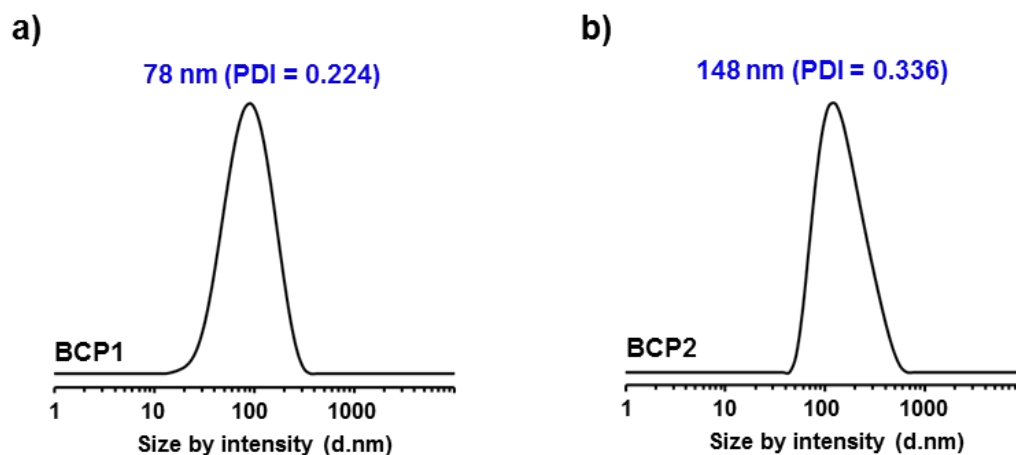 a)
78 nm (PDI = 0.224)
BCP1
1 10 100 1000
Size by intensity (d.nm)
b)
148 nm (PDI = 0.336)
BCP2
1 10 100 1000
Size by intensity (d.nm)